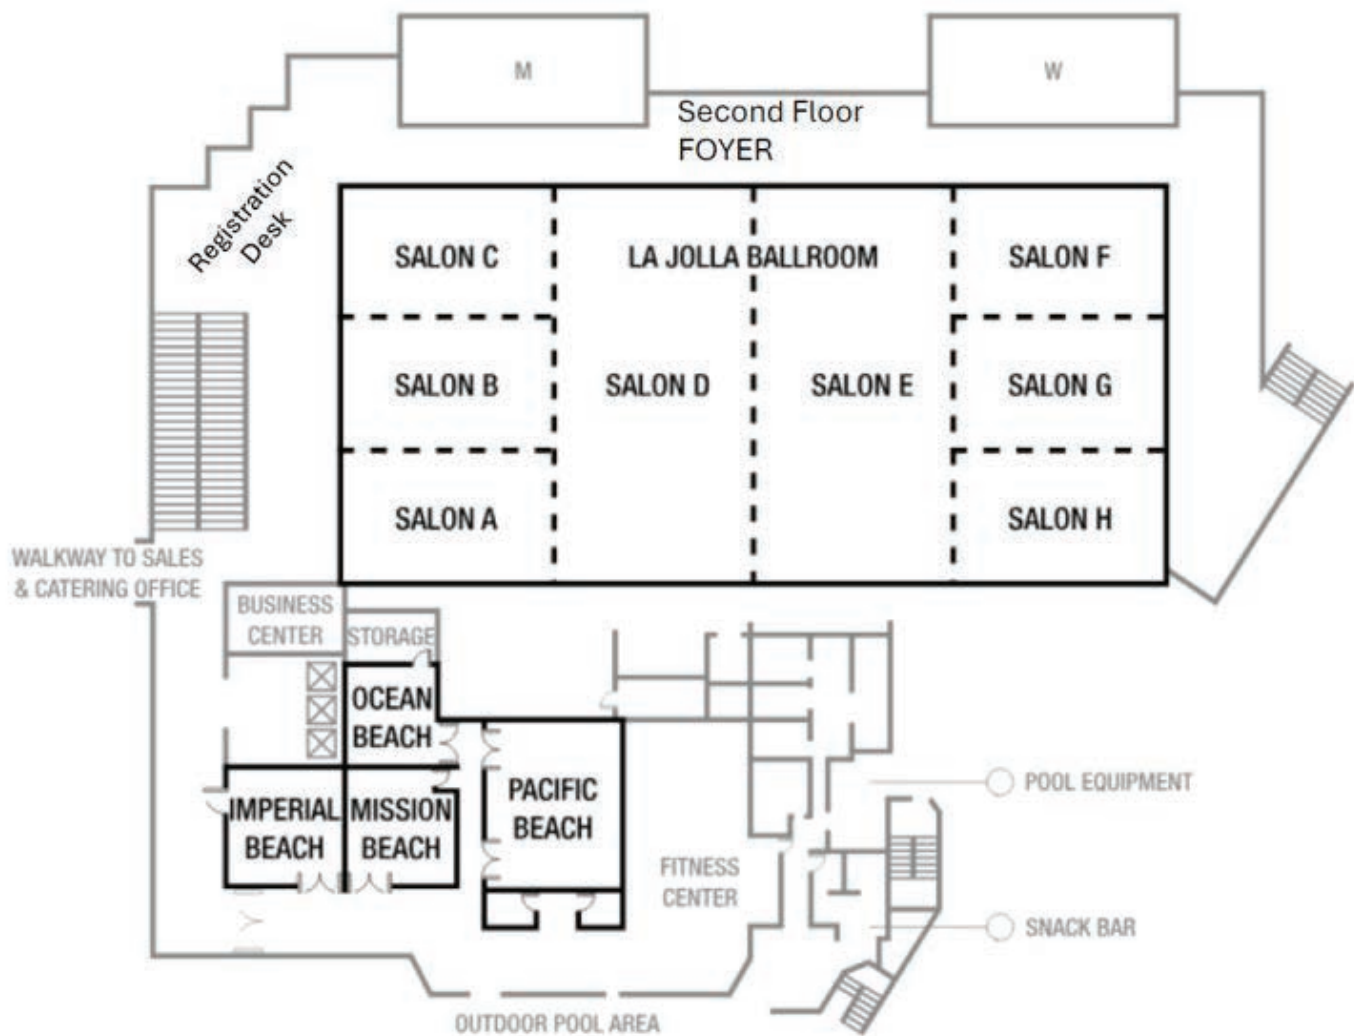 M
W
Second Floor
FOYER
Registration
Desk
SALON C
LA JOLLA BALLROOM
SALON F
SALON B
SALON D
SALON E
SALON G
SALON A
SALON H
WALKWAY TO SALES
& CATERING OFFICE
BUSINESS
CENTER
STORAGE
OCEAN
BEACH
IMPERIAL
BEACH
MISSION
BEACH
PACIFIC
BEACH
FITNESS
CENTER
POOL EQUIPMENT
SNACK BAR
OUTDOOR POOL AREA